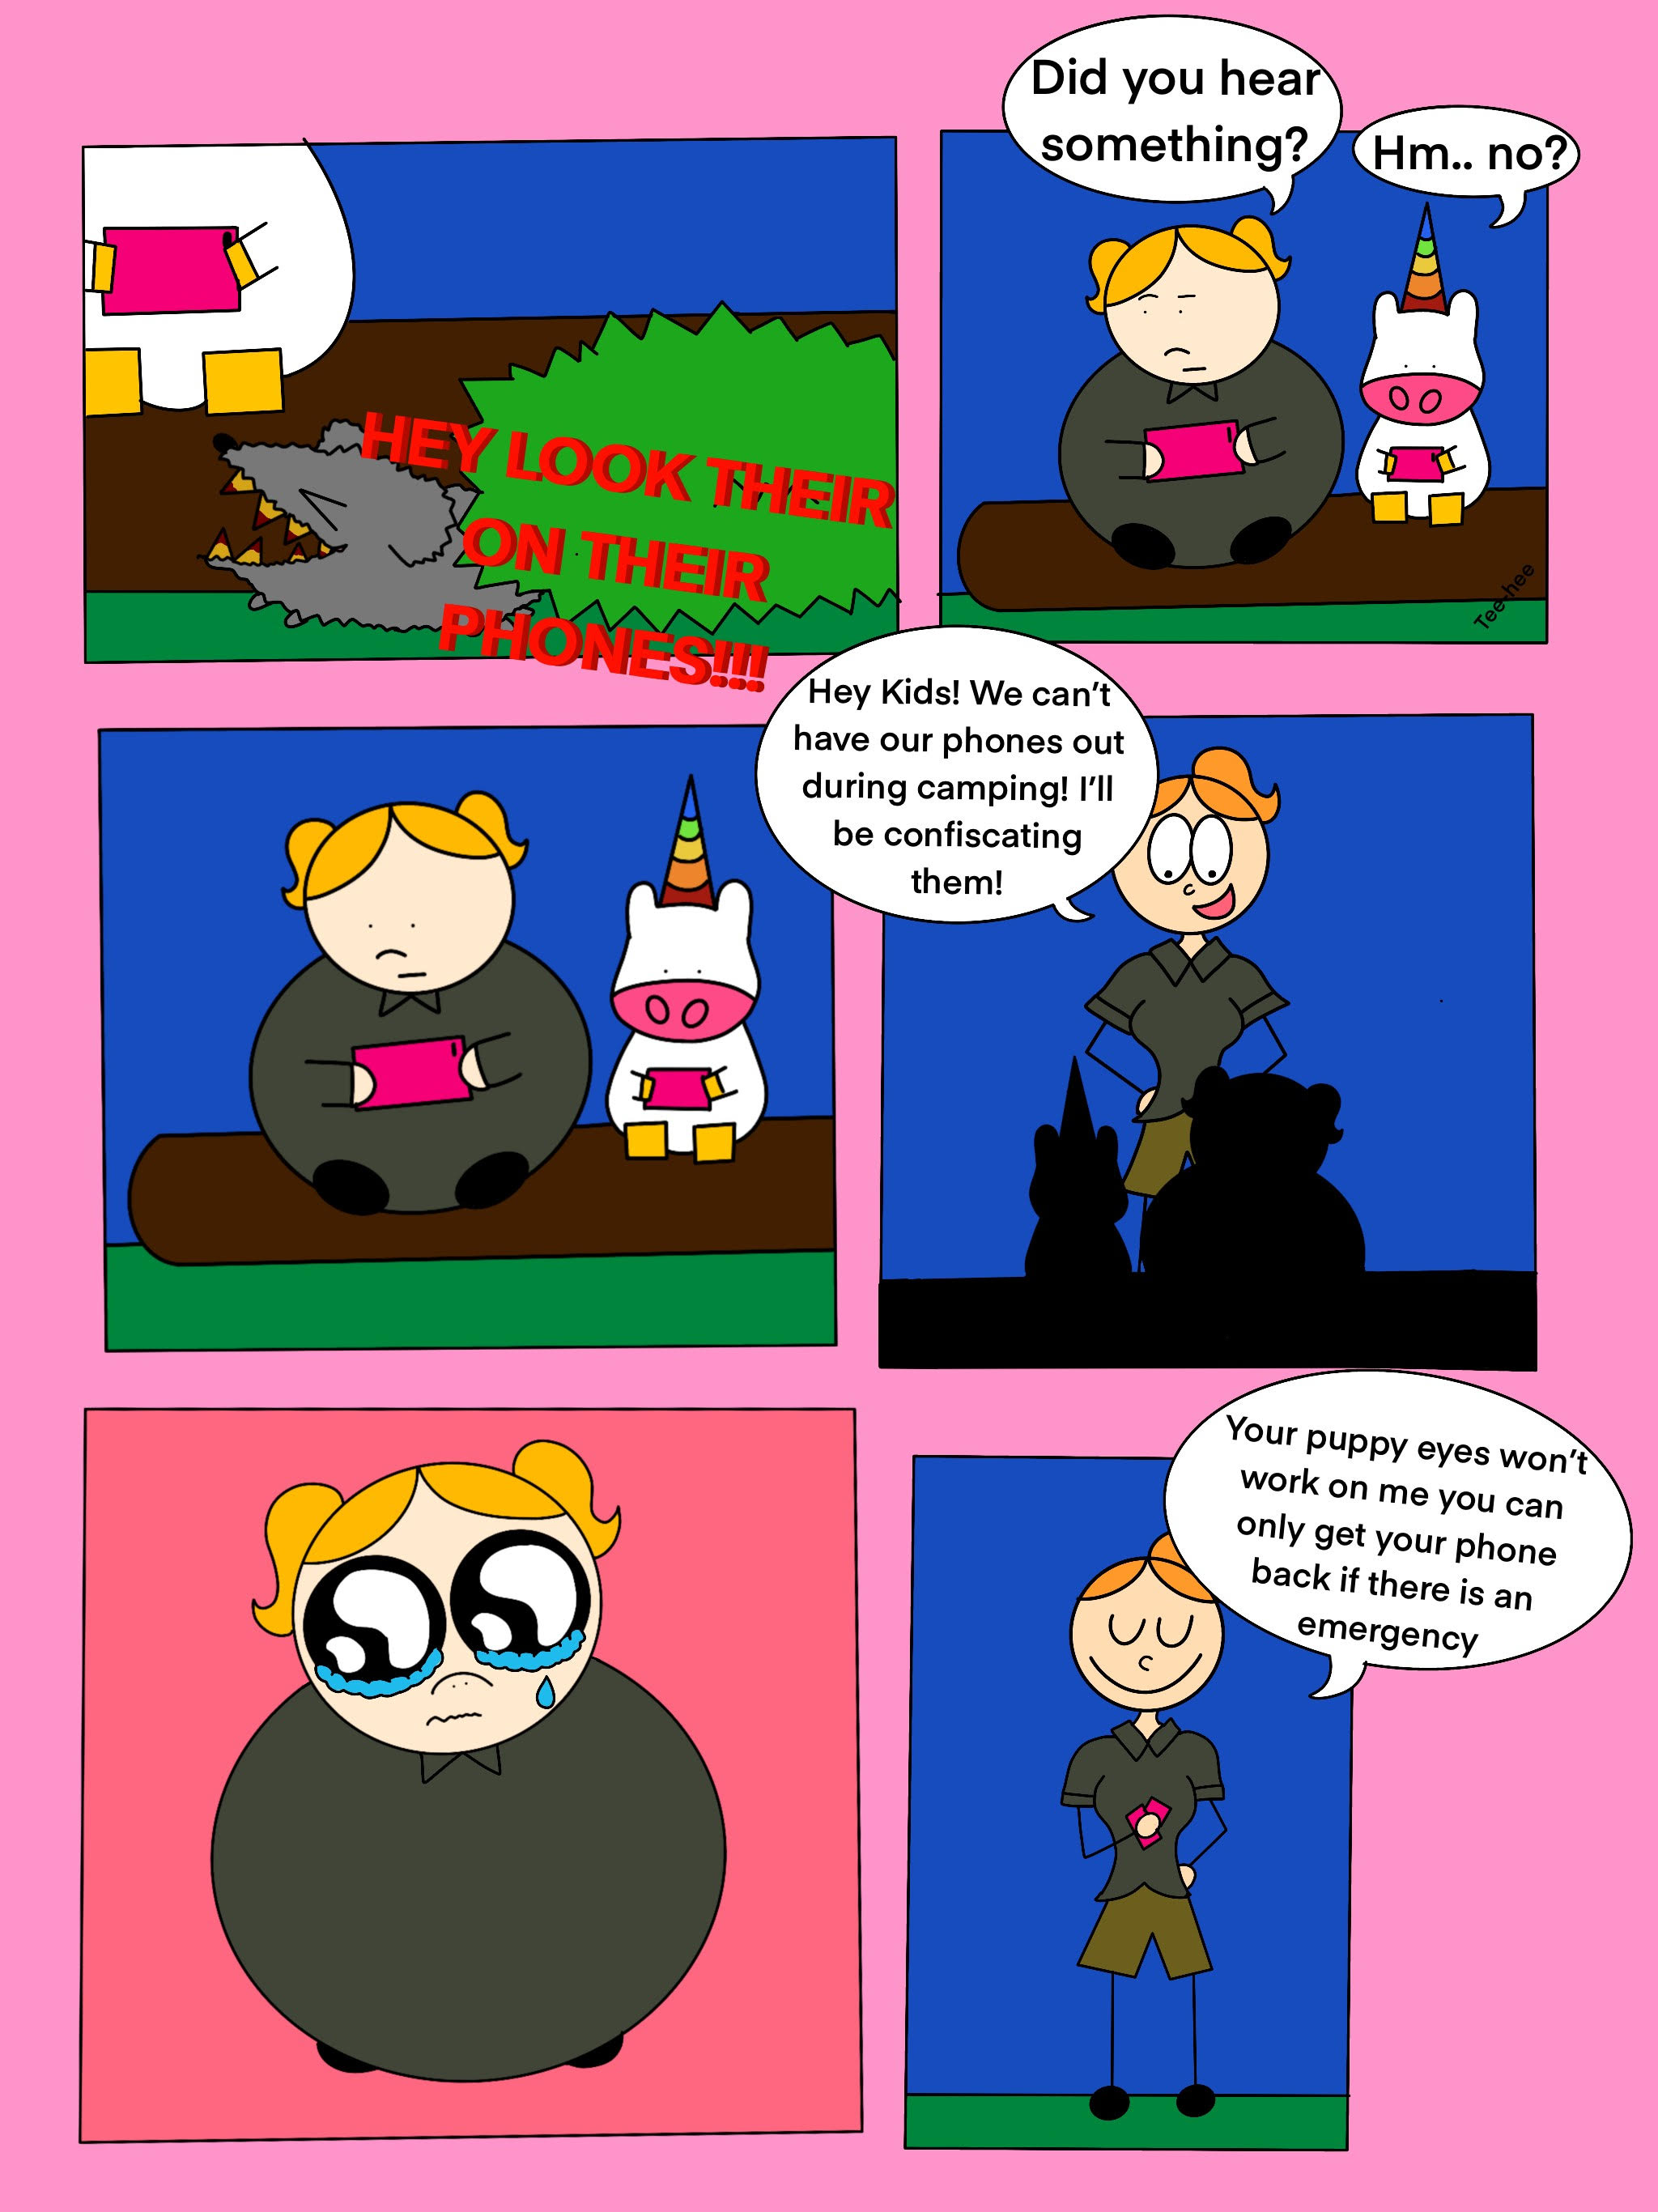 HEY LOOK THEIR
ON THEIR
PHONES!!!
Did you hear
something?
Hm.. no?
Tee-hee
Hey Kids! We can't
have our phones out
during camping! I'll
be confiscating
them!
Your puppy eyes won't
work on me you can
only get your phone
back if there is an
emergency